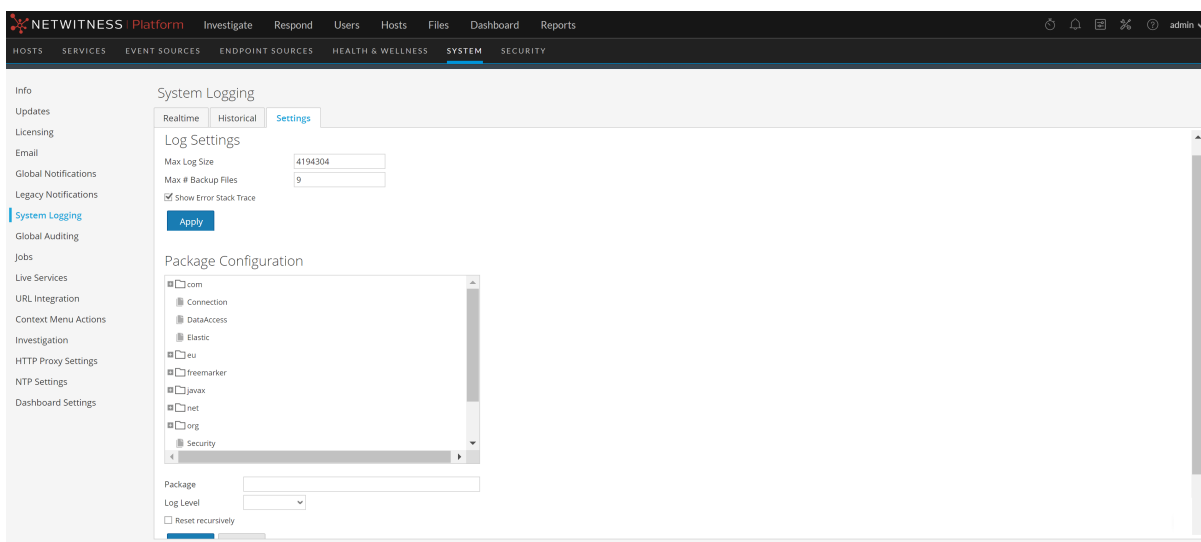 NETWITNESS Platform Investigate Respond Users Hosts Files Dashboard Reports admin
HOSTS SERVICES EVENT SOURCES ENDPOINT SOURCES HEALTH & WELLNESS SYSTEM SECURITY
Info
Updates
Licensing
Email
Global Notifications
Legacy Notifications
System Logging
Global Auditing
Jobs
Live Services
URL Integration
Context Menu Actions
Investigation
HTTP Proxy Settings
NTP Settings
Dashboard Settings
System Logging
Realtime Historical Settings
Log Settings
Max Log Size 4194304
Max # Backup Files 9
Show Error Stack Trace
Apply
Package Configuration
com
Connection
DataAccess
Elastic
eu
freemarker
javax
net
org
Security
Package
Log Level
Reset recursively